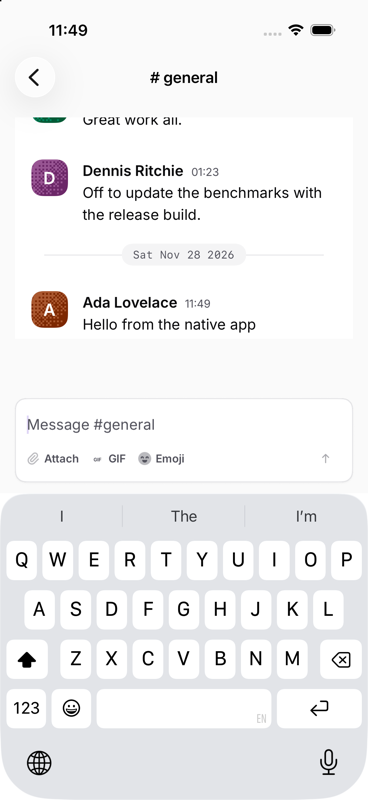 11:49
# general
Great work all.
D
Dennis Ritchie 01:23
Off to update the benchmarks with
the release build.
Sat Nov 28 2026
A
Ada Lovelace 11:49
Hello from the native app
Message #general
Attach GIF GIF Emoji
I The I'm
Q W E R T Y U I O P
A S D F G H J K L
Z X C V B N M
123 EN